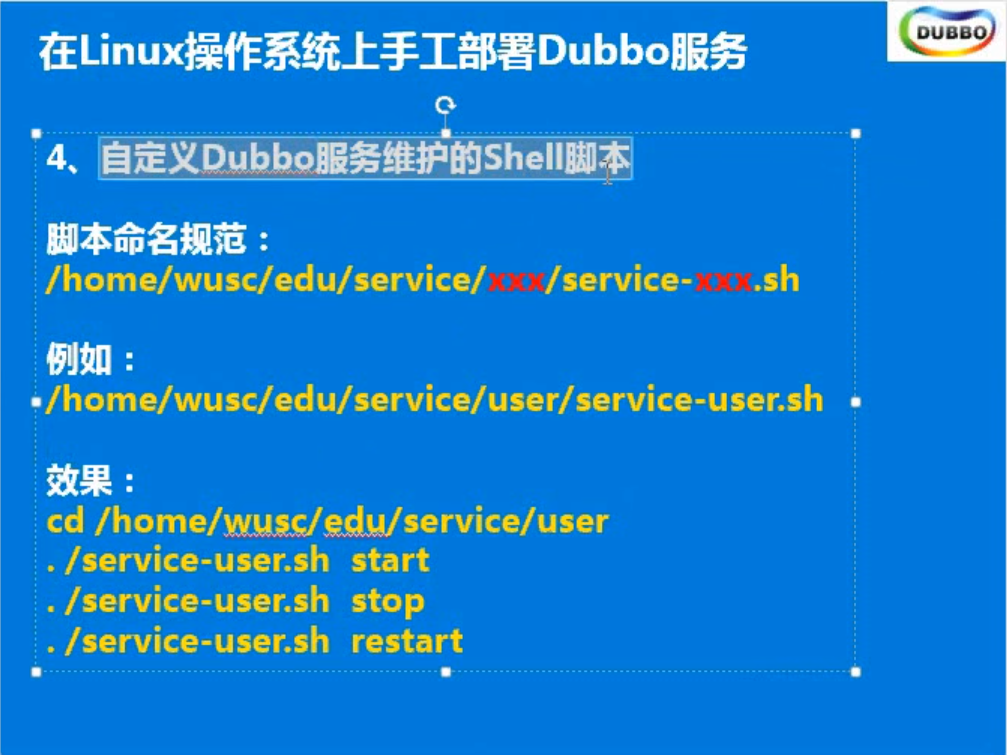 在Linux操作系统上手工部署Dubbo服务
DUBBO
4、自定义Dubbo服务维护的Shell脚本
脚本命名规范：
/home/wusc/edu/service/xxx/service-xxx.sh
例如：
/home/wusc/edu/service/user/service-user.sh
效果：
cd /home/wusc/edu/service/user
. /service-user.sh start
. /service-user.sh stop
. /service-user.sh restart